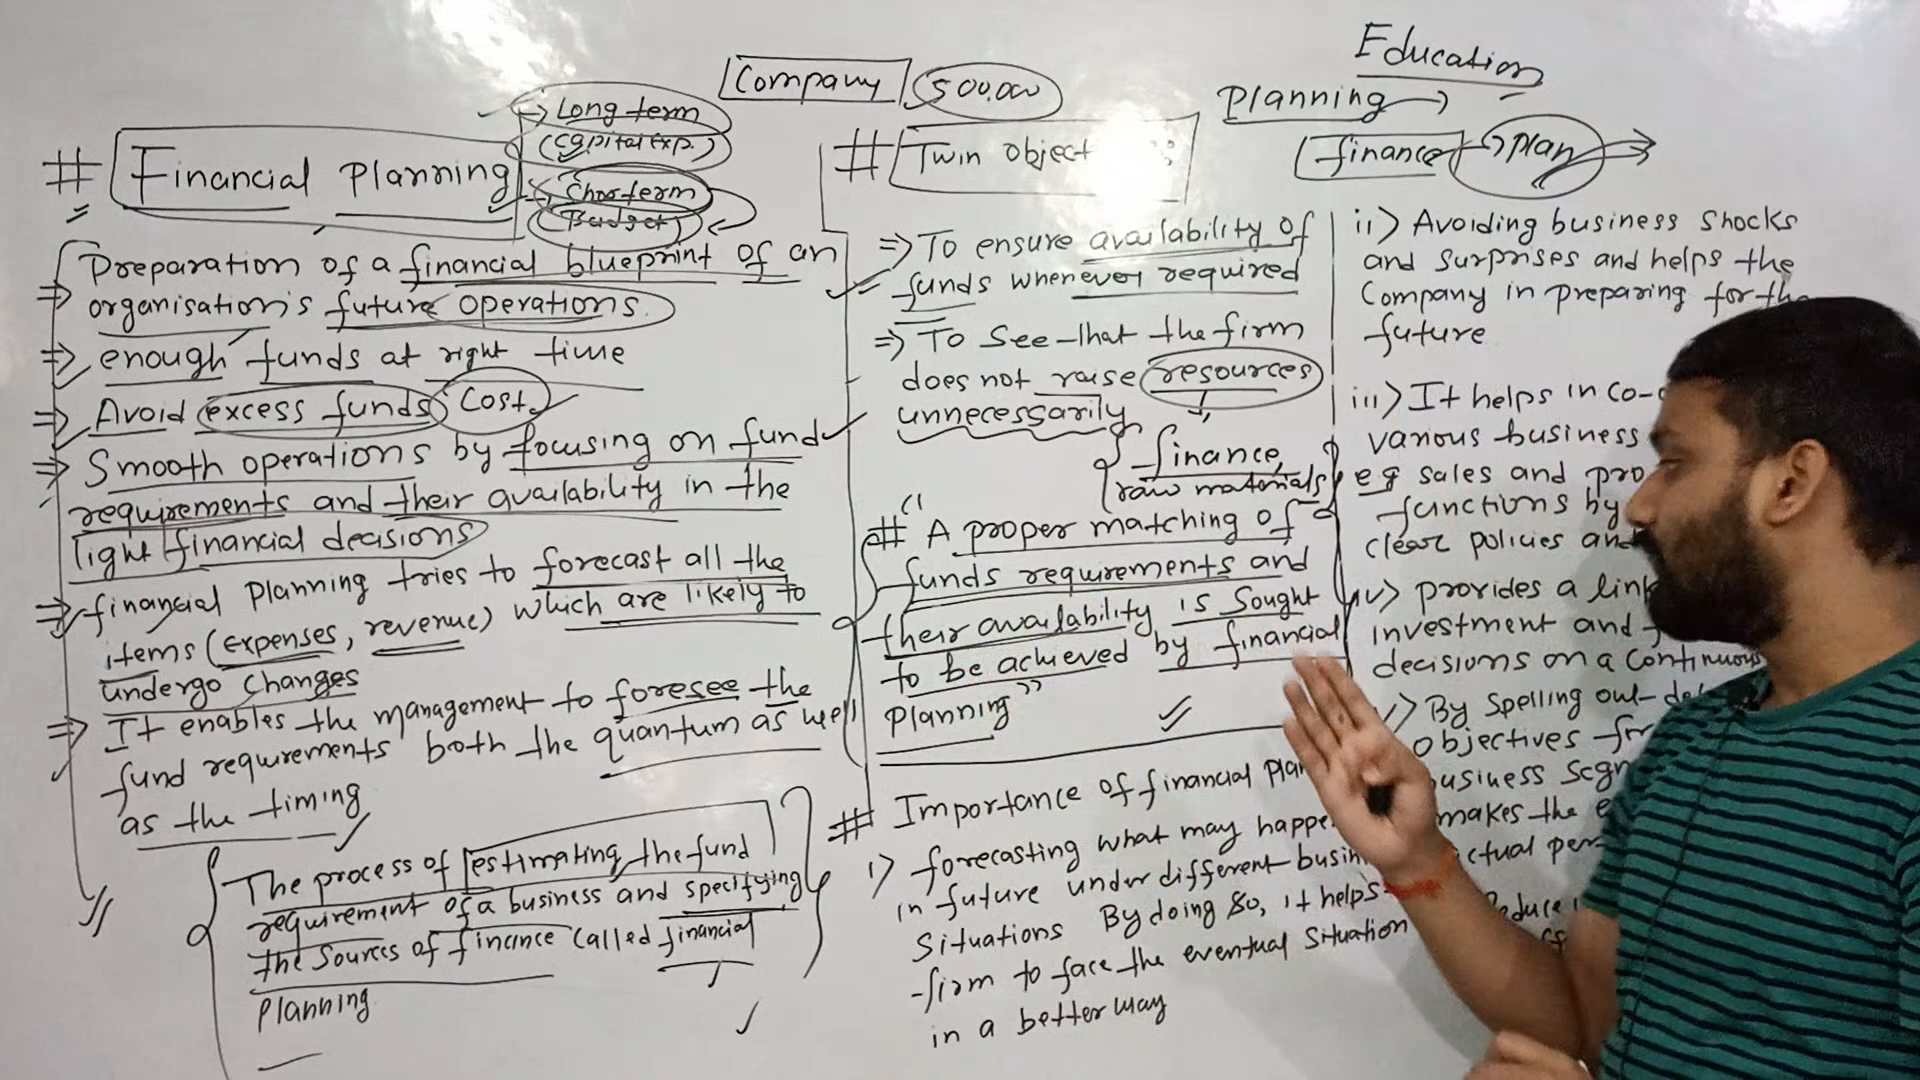 Education
Company 500,000
Planning →
finance → plan
→ Long term
(Capital Exp.)
→ Shortterm
(Budget)
# Financial Planning
Preparation of a financial blueprint of an
⇒ organisation's future operations.
⇒ enough funds at right time
⇒ Avoid excess funds Cost
⇒ Smooth operations by focusing on fund
requirements and their availability in the
light financial decisions
⇒ financial planning tries to forecast all the
items (expenses, revenue) which are likely to
undergo changes
⇒ It enables the management to foresee the
fund requirements both the quantum as well
as the timing
The process of estimating the fund
requirement of a business and specifying
the sources of finance called financial
planning
# Twin object
⇒ To ensure availability of
funds whenever required
⇒ To see that the firm
does not raise resources
unnecessarily
finance,
raw materials
# "A proper matching of
funds requirements and
their availability is sought
to be achieved by financial
planning"
# Importance of financial plan
i) forecasting what may happe
in future under different busin
situations By doing so, it helps
firm to face the eventual situation
in a better way
ii) Avoiding business shocks
and surprises and helps the
Company in preparing for the
future
iii) It helps in co-
various business
eg sales and pro
functions by
clear policies and
iv) provides a link
investment and f
decisions on a continuous
v) By spelling out de
objectives for
business seg
makes the e
ctual per
educe